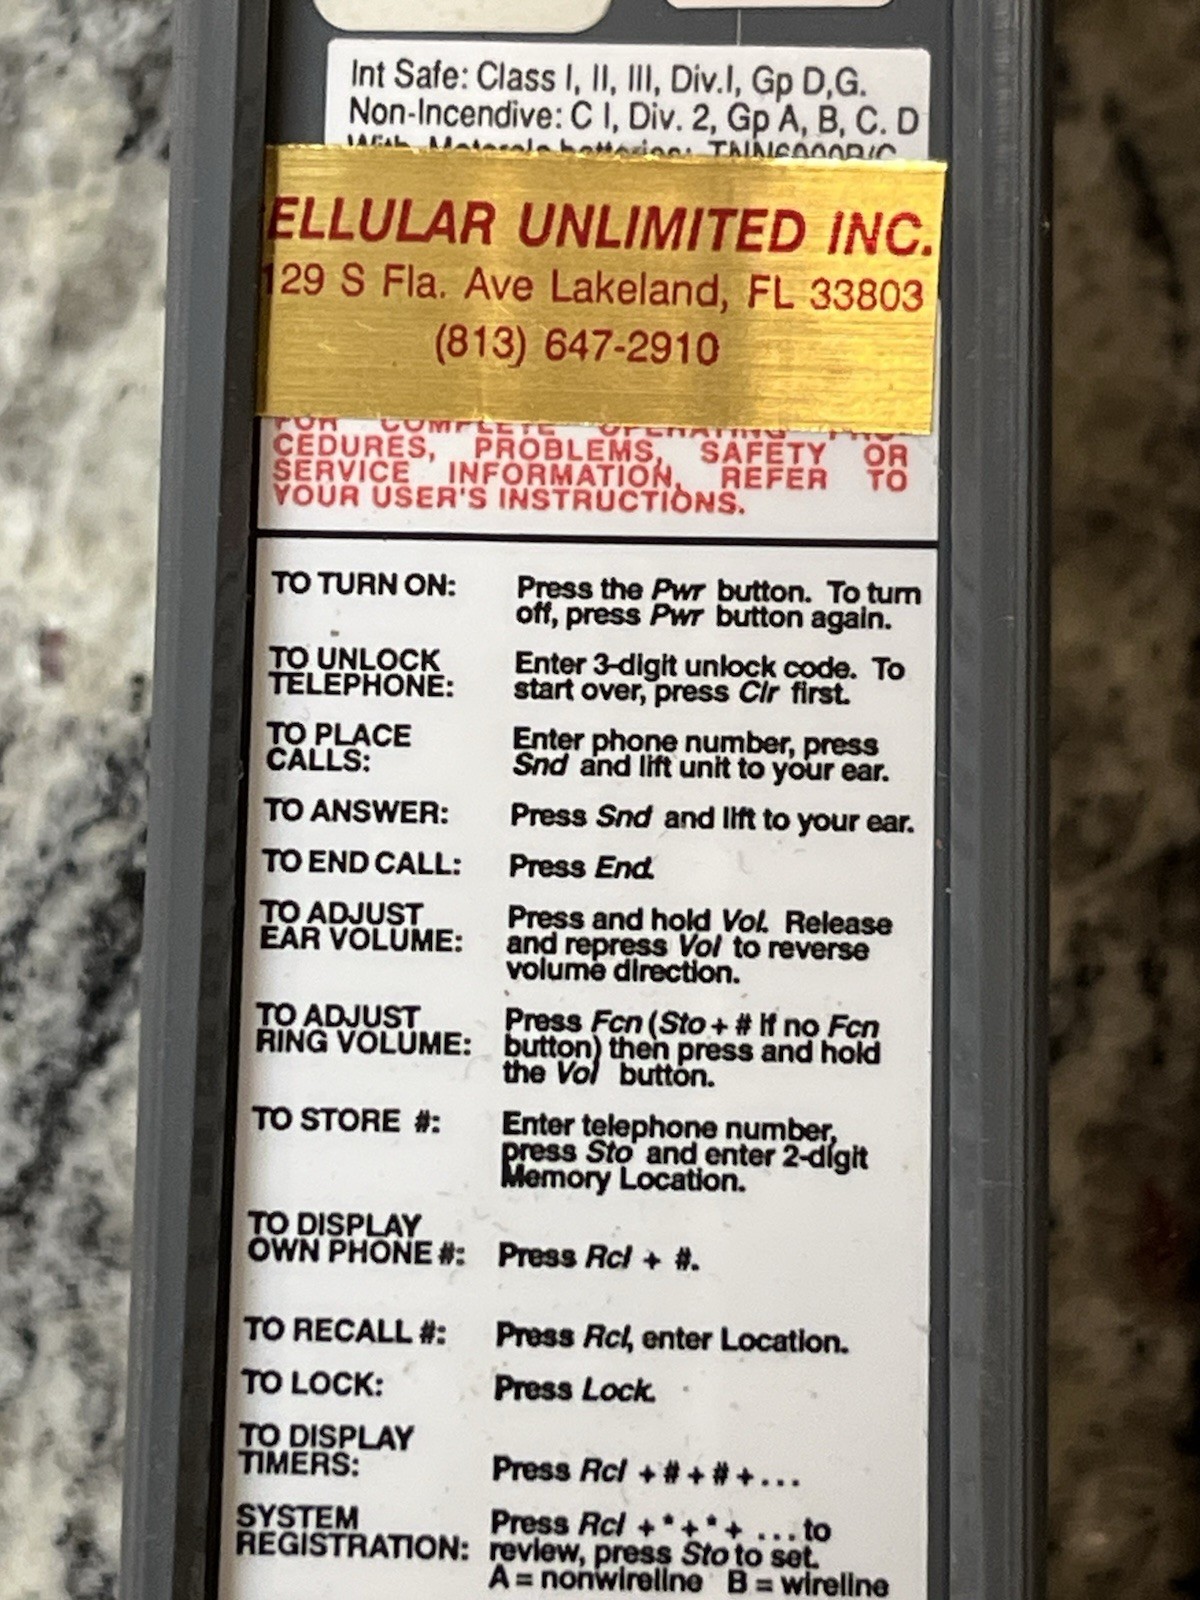 Int Safe: Class I, II, III, Div.I, Gp D,G.
Non-Incendive: C I, Div. 2, Gp A, B, C. D
With Motorola batteries: TNN6000B/C
ELLULAR UNLIMITED INC.
129 S Fla. Ave Lakeland, FL 33803
(813) 647-2910
FOR COMPLETE OPERATING PRO-
CEDURES, PROBLEMS, SAFETY OR
SERVICE INFORMATION, REFER TO
YOUR USER'S INSTRUCTIONS.
TO TURN ON: Press the Pwr button. To turn
off, press Pwr button again.
TO UNLOCK Enter 3-digit unlock code. To
TELEPHONE: start over, press Clr first.
TO PLACE Enter phone number, press
CALLS: Snd and lift unit to your ear.
TO ANSWER: Press Snd and lift to your ear.
TO END CALL: Press End.
TO ADJUST Press and hold Vol. Release
EAR VOLUME: and repress Vol to reverse
volume direction.
TO ADJUST Press Fcn (Sto + # if no Fcn
RING VOLUME: button) then press and hold
the Vol button.
TO STORE #: Enter telephone number,
press Sto and enter 2-digit
Memory Location.
TO DISPLAY
OWN PHONE #: Press Rcl + #.
TO RECALL #: Press Rcl, enter Location.
TO LOCK: Press Lock.
TO DISPLAY
TIMERS: Press Rcl + # + # + ...
SYSTEM Press Rcl + * + * + ... to
REGISTRATION: review, press Sto to set.
A = nonwireline B = wireline